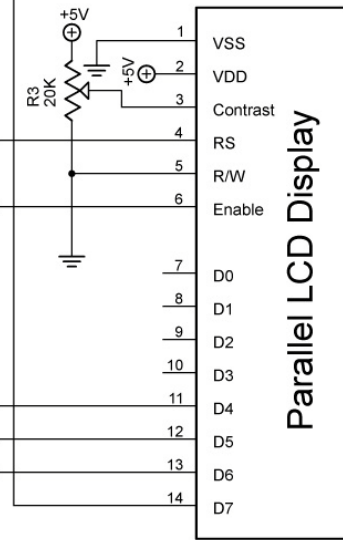 +5V
R3
20K
+5V
1
VSS
2
VDD
3
Contrast
4
RS
5
R/W
6
Enable
7
D0
8
D1
9
D2
10
D3
11
D4
12
D5
13
D6
14
D7
Parallel LCD Display